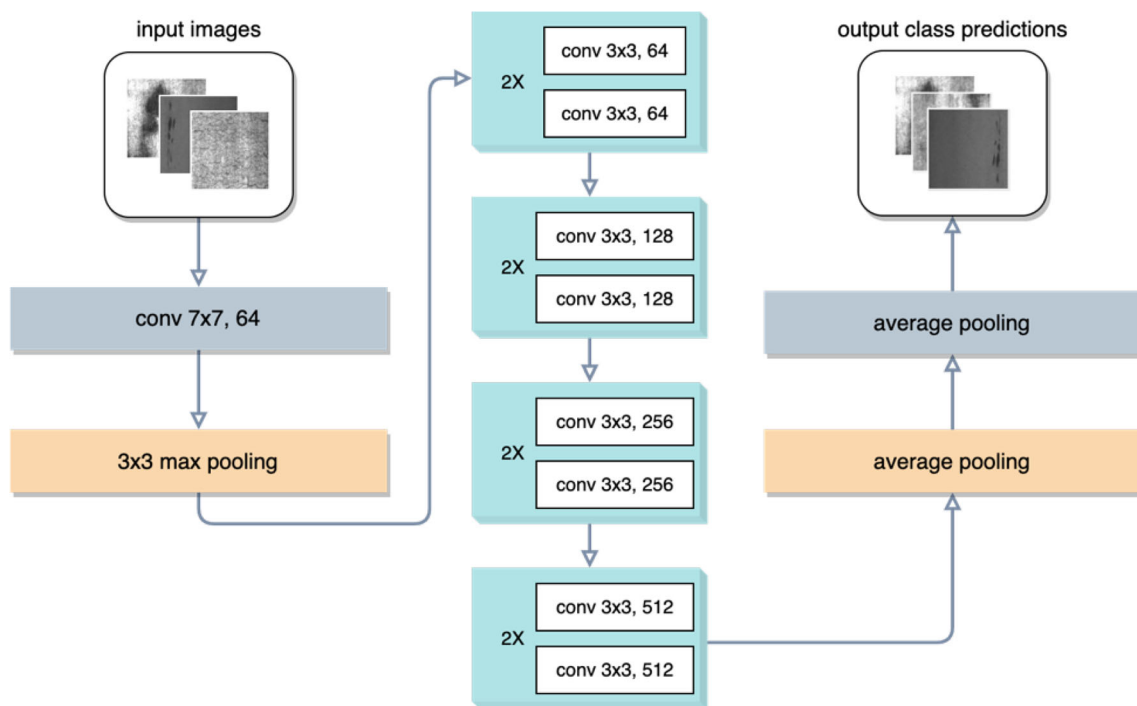 input images
conv 7x7, 64
3x3 max pooling
2X
conv 3x3, 64
conv 3x3, 64
2X
conv 3x3, 128
conv 3x3, 128
2X
conv 3x3, 256
conv 3x3, 256
2X
conv 3x3, 512
conv 3x3, 512
average pooling
average pooling
output class predictions